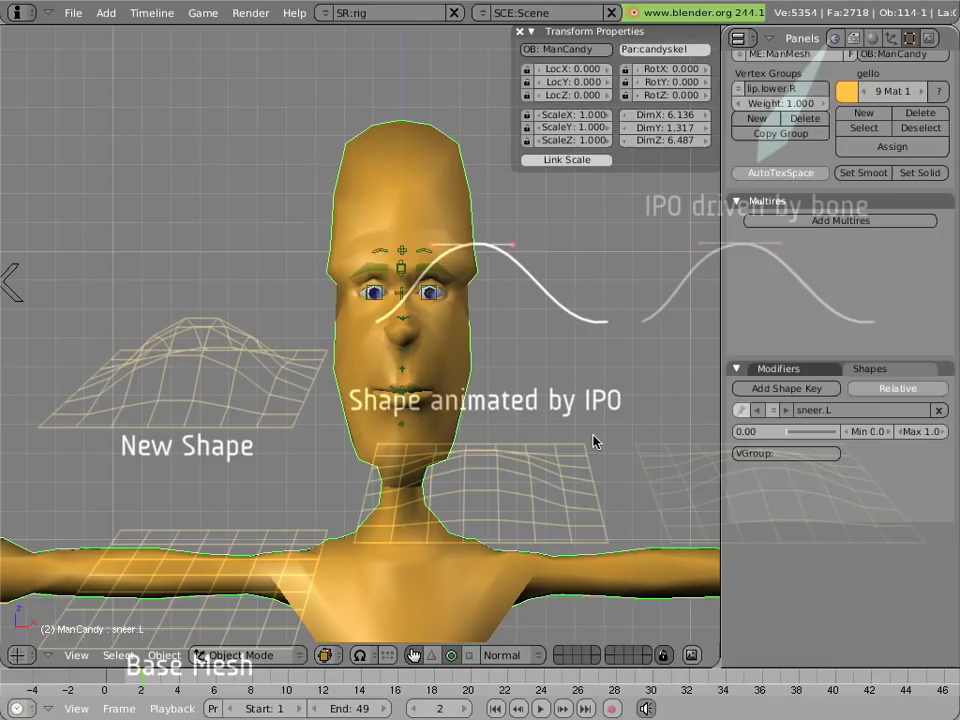 File Add Timeline Game Render Help SR:rig SCE:Scene www.blender.org 244.1 Ve:5354 | Fa:2718 | Ob:114-1 | La:
Transform Properties
OB: ManCandy Par:candyskel
LocX: 0.000 RotX: 0.000
LocY: 0.000 RotY: 0.000
LocZ: 0.000 RotZ: 0.000
ScaleX: 1.000 DimX: 6.136
ScaleY: 1.000 DimY: 1.317
ScaleZ: 1.000 DimZ: 6.487
Link Scale
Panels
ME:ManMesh F OB:ManCandy
Vertex Groups gello
lip.lower.R 9 Mat 1 ?
Weight: 1.000
New Delete New Delete
Copy Group Select Deselect
Assign
AutoTexSpace Set Smoot Set Solid
Multires
IPO driven by bone
Add Multires
Modifiers Shapes
Add Shape Key Relative
sneer.L
0.00 Min 0.0 Max 1.0
VGroup:
Shape animated by IPO
New Shape
(2) ManCandy : sneer.L
View Select Object Object Mode Normal
Base Mesh
-4 -2 0 2 4 6 8 10 12 14 16 18 20 22 24 26 28 30 32 34 36 38 40 42 44 46
View Frame Playback Pr Start: 1 End: 49 2